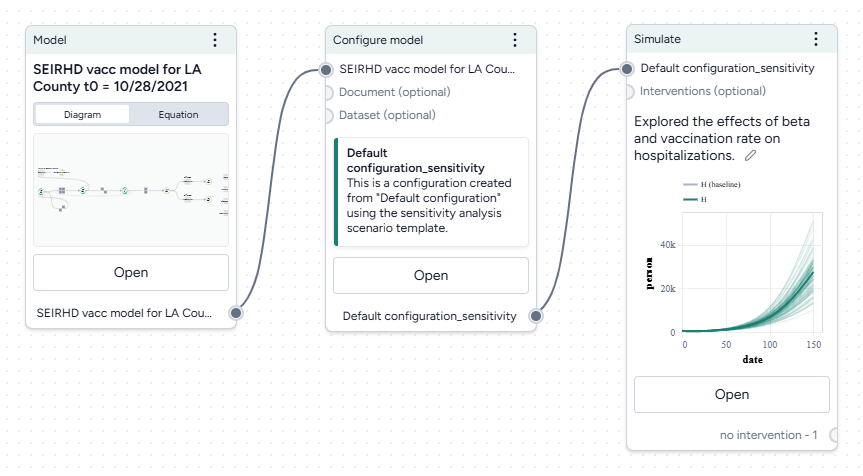 Model
SEIRHD vacc model for LA
County t0 = 10/28/2021
Diagram
Equation
Open
SEIRHD vacc model for LA Cou...
Configure model
SEIRHD vacc model for LA Cou...
Document (optional)
Dataset (optional)
Default
configuration_sensitivity
This is a configuration created
from "Default configuration"
using the sensitivity analysis
scenario template.
Open
Default configuration_sensitivity
Simulate
Default configuration_sensitivity
Interventions (optional)
Explored the effects of beta
and vaccination rate on
hospitalizations.
H (baseline)
H
person
40k
20k
0
0
50
100
150
date
Open
no intervention - 1